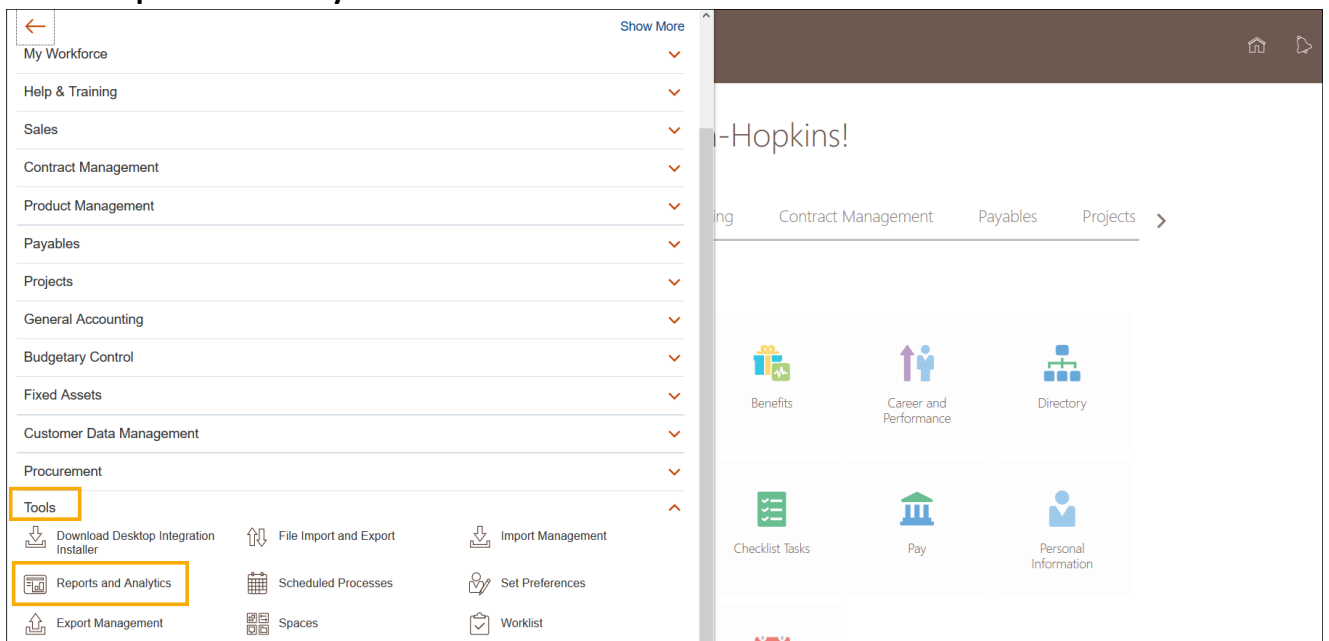 Show More
My Workforce
Help & Training
Sales
Contract Management
Product Management
Payables
Projects
General Accounting
Budgetary Control
Fixed Assets
Customer Data Management
Procurement
Tools
Download Desktop Integration
Installer
File Import and Export
Import Management
Reports and Analytics
Scheduled Processes
Set Preferences
Export Management
Spaces
Worklist
-Hopkins!
ing Contract Management Payables Projects
Benefits
Career and
Performance
Directory
Checklist Tasks
Pay
Personal
Information